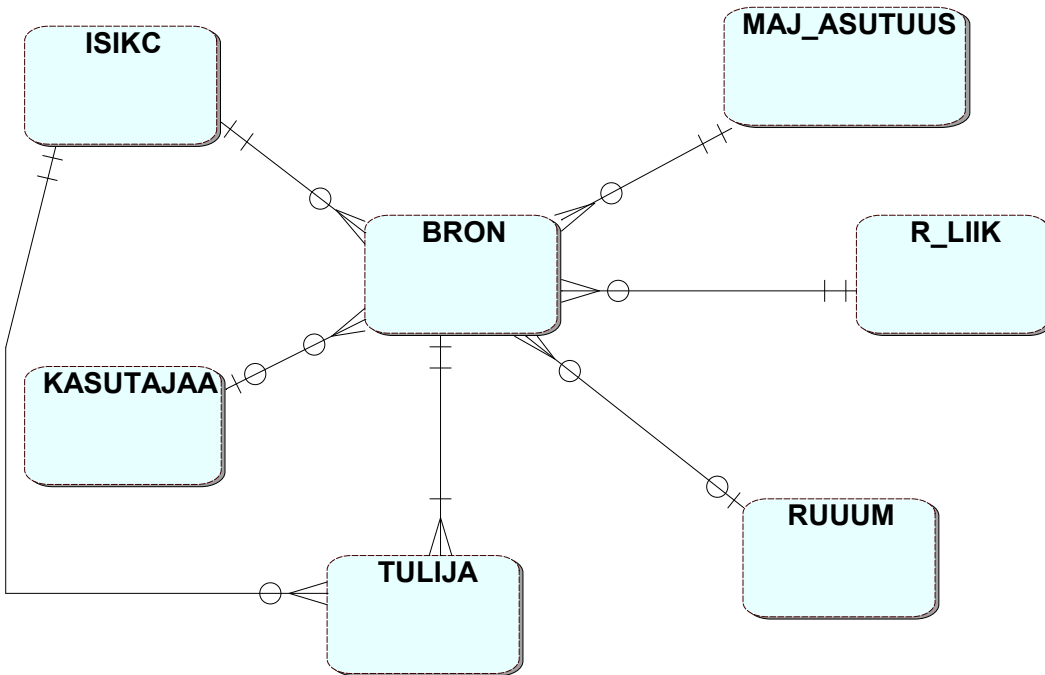 ISIKC
MAJ_ASUTUUS
BRON
R_LIIK
KASUTAJAA
RUUUM
TULIJA